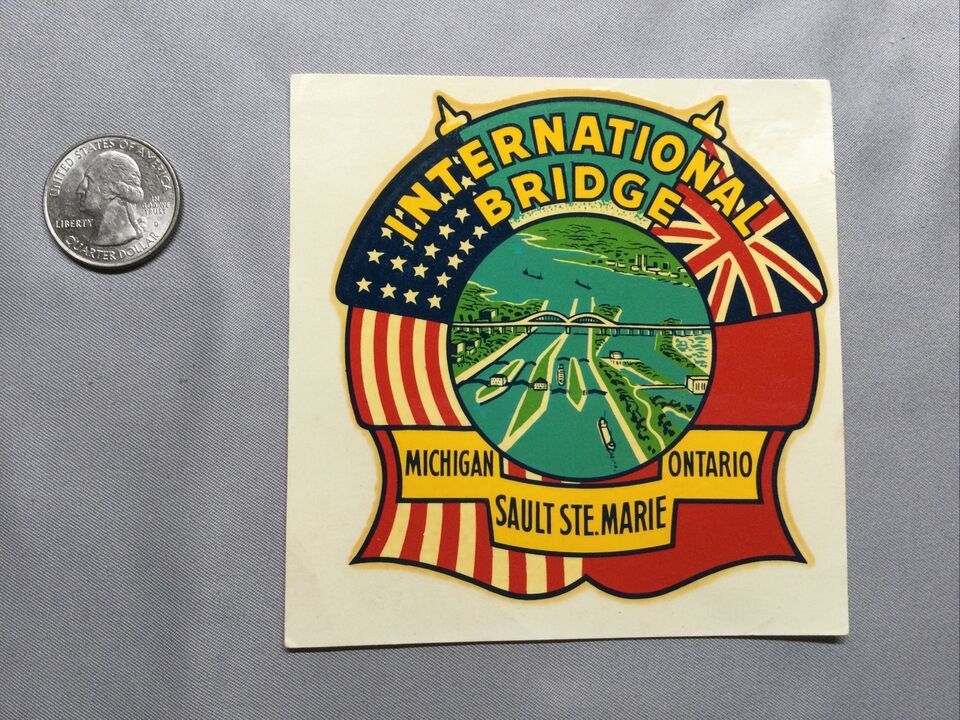 UNITED STATES OF AMERICA
LIBERTY
IN
GOD WE
TRUST
QUARTER DOLLAR
INTERNATIONAL
BRIDGE
MICHIGAN
ONTARIO
SAULT STE. MARIE